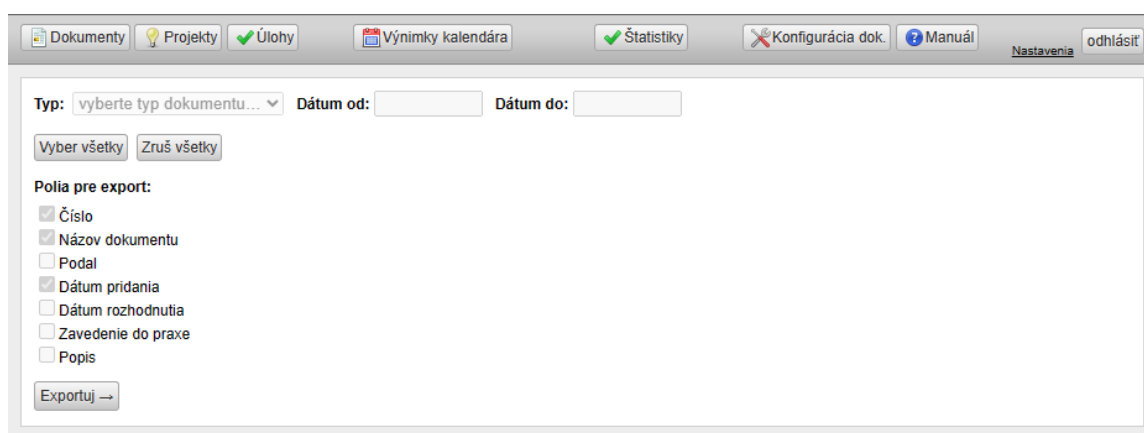 Dokumenty Projekty Úlohy Výnimky kalendára Štatistiky Konfigurácia dok. Manuál Nastavenia odhlásiť
Typ: vyberte typ dokumentu... Dátum od: Dátum do:
Vyber všetky Zruš všetky
Polia pre export:
Číslo
Názov dokumentu
Podal
Dátum pridania
Dátum rozhodnutia
Zavedenie do praxe
Popis
Exportuj →